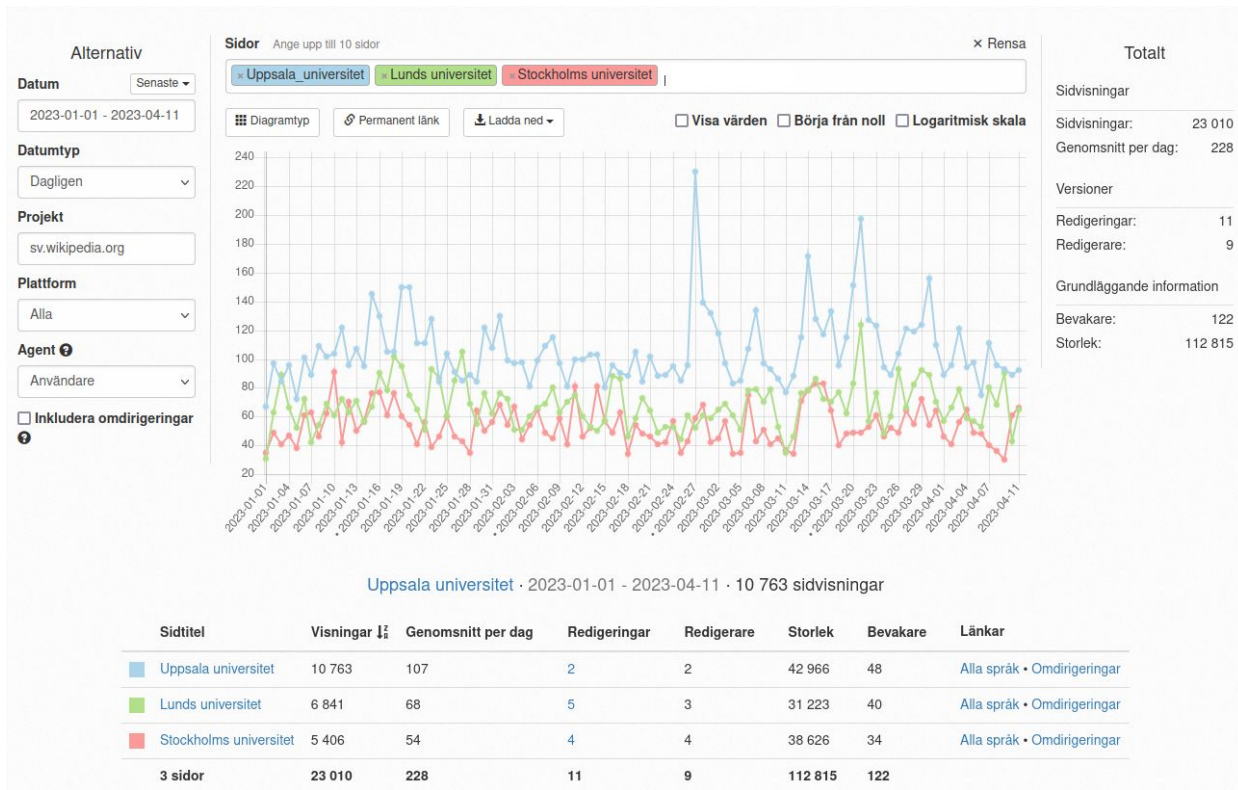 Alternativ
Datum
Senaste
2023-01-01 - 2023-04-11
Datumtyp
Dagligen
Projekt
sv.wikipedia.org
Plattform
Alla
Agent
Användare
Inkludera omdirigeringar
Sidor Ange upp till 10 sidor × Rensa
× Uppsala_universitet × Lunds universitet × Stockholms universitet
Diagramtyp Permanent länk Ladda ned Visa värden Börja från noll Logaritmisk skala
240
220
200
180
160
140
120
100
80
60
40
20
2023-01-01 2023-01-04 2023-01-07 2023-01-10 2023-01-13 • 2023-01-16 2023-01-19 2023-01-22 2023-01-25 2023-01-28 2023-01-31 2023-02-03 • 2023-02-06 2023-02-09 2023-02-12 2023-02-15 2023-02-18 2023-02-21 2023-02-24 • 2023-02-27 2023-03-02 2023-03-05 2023-03-08 2023-03-11 2023-03-14 2023-03-17 • 2023-03-20 2023-03-23 2023-03-26 2023-03-29 2023-04-01 2023-04-04 2023-04-07 2023-04-11
Totalt
Sidvisningar
Sidvisningar: 23 010
Genomsnitt per dag: 228
Versioner
Redigeringar: 11
Redigerare: 9
Grundläggande information
Bevakare: 122
Storlek: 112 815
Uppsala universitet · 2023-01-01 - 2023-04-11 · 10 763 sidvisningar
Sidtitel Visningar Genomsnitt per dag Redigeringar Redigerare Storlek Bevakare Länkar
Uppsala universitet 10 763 107 2 2 42 966 48 Alla språk • Omdirigeringar
Lunds universitet 6 841 68 5 3 31 223 40 Alla språk • Omdirigeringar
Stockholms universitet 5 406 54 4 4 38 626 34 Alla språk • Omdirigeringar
3 sidor 23 010 228 11 9 112 815 122